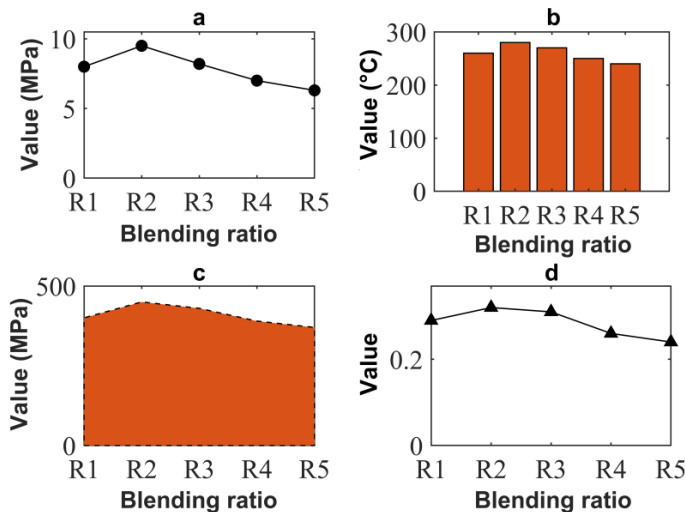 a
Value (MPa)
10
5
0
R1 R2 R3 R4 R5
Blending ratio
b
Value (°C)
300
200
100
0
R1 R2 R3 R4 R5
Blending ratio
c
Value (MPa)
500
0
R1 R2 R3 R4 R5
Blending ratio
d
Value
0.2
0
R1 R2 R3 R4 R5
Blending ratio